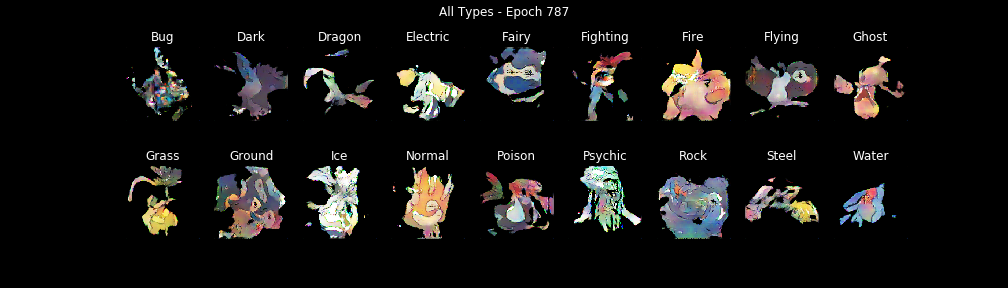 All Types - Epoch 787
Bug Dark Dragon Electric Fairy Fighting Fire Flying Ghost
Grass Ground Ice Normal Poison Psychic Rock Steel Water